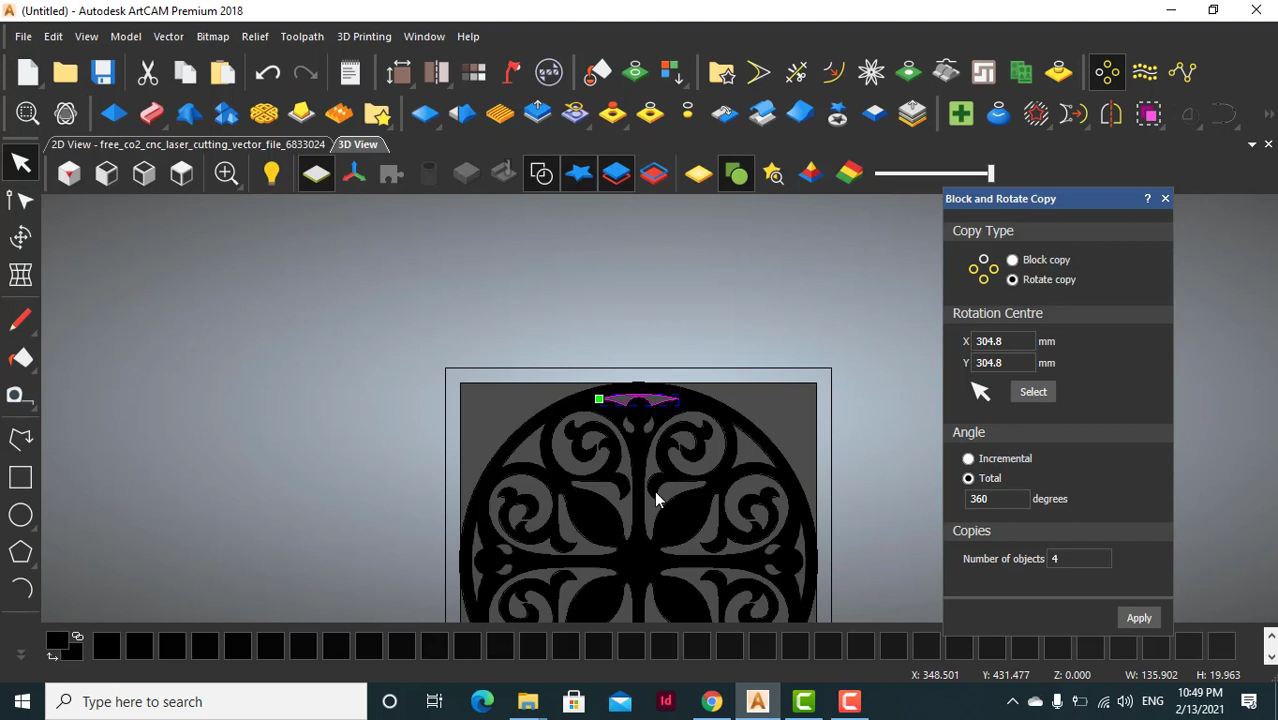 (Untitled) - Autodesk ArtCAM Premium 2018
File Edit View Model Vector Bitmap Relief Toolpath 3D Printing Window Help
2D View - free_co2_cnc_laser_cutting_vector_file_6833024 3D View
Block and Rotate Copy ?
Copy Type
Block copy
Rotate copy
Rotation Centre
X 304.8 mm
Y 304.8 mm
Select
Angle
Incremental
Total
360 degrees
Copies
Number of objects 4
Apply
X: 348.501 Y: 431.477 Z: 0.000 W: 135.902 H: 19.963
Type here to search
Id
ENG
10:49 PM
2/13/2021